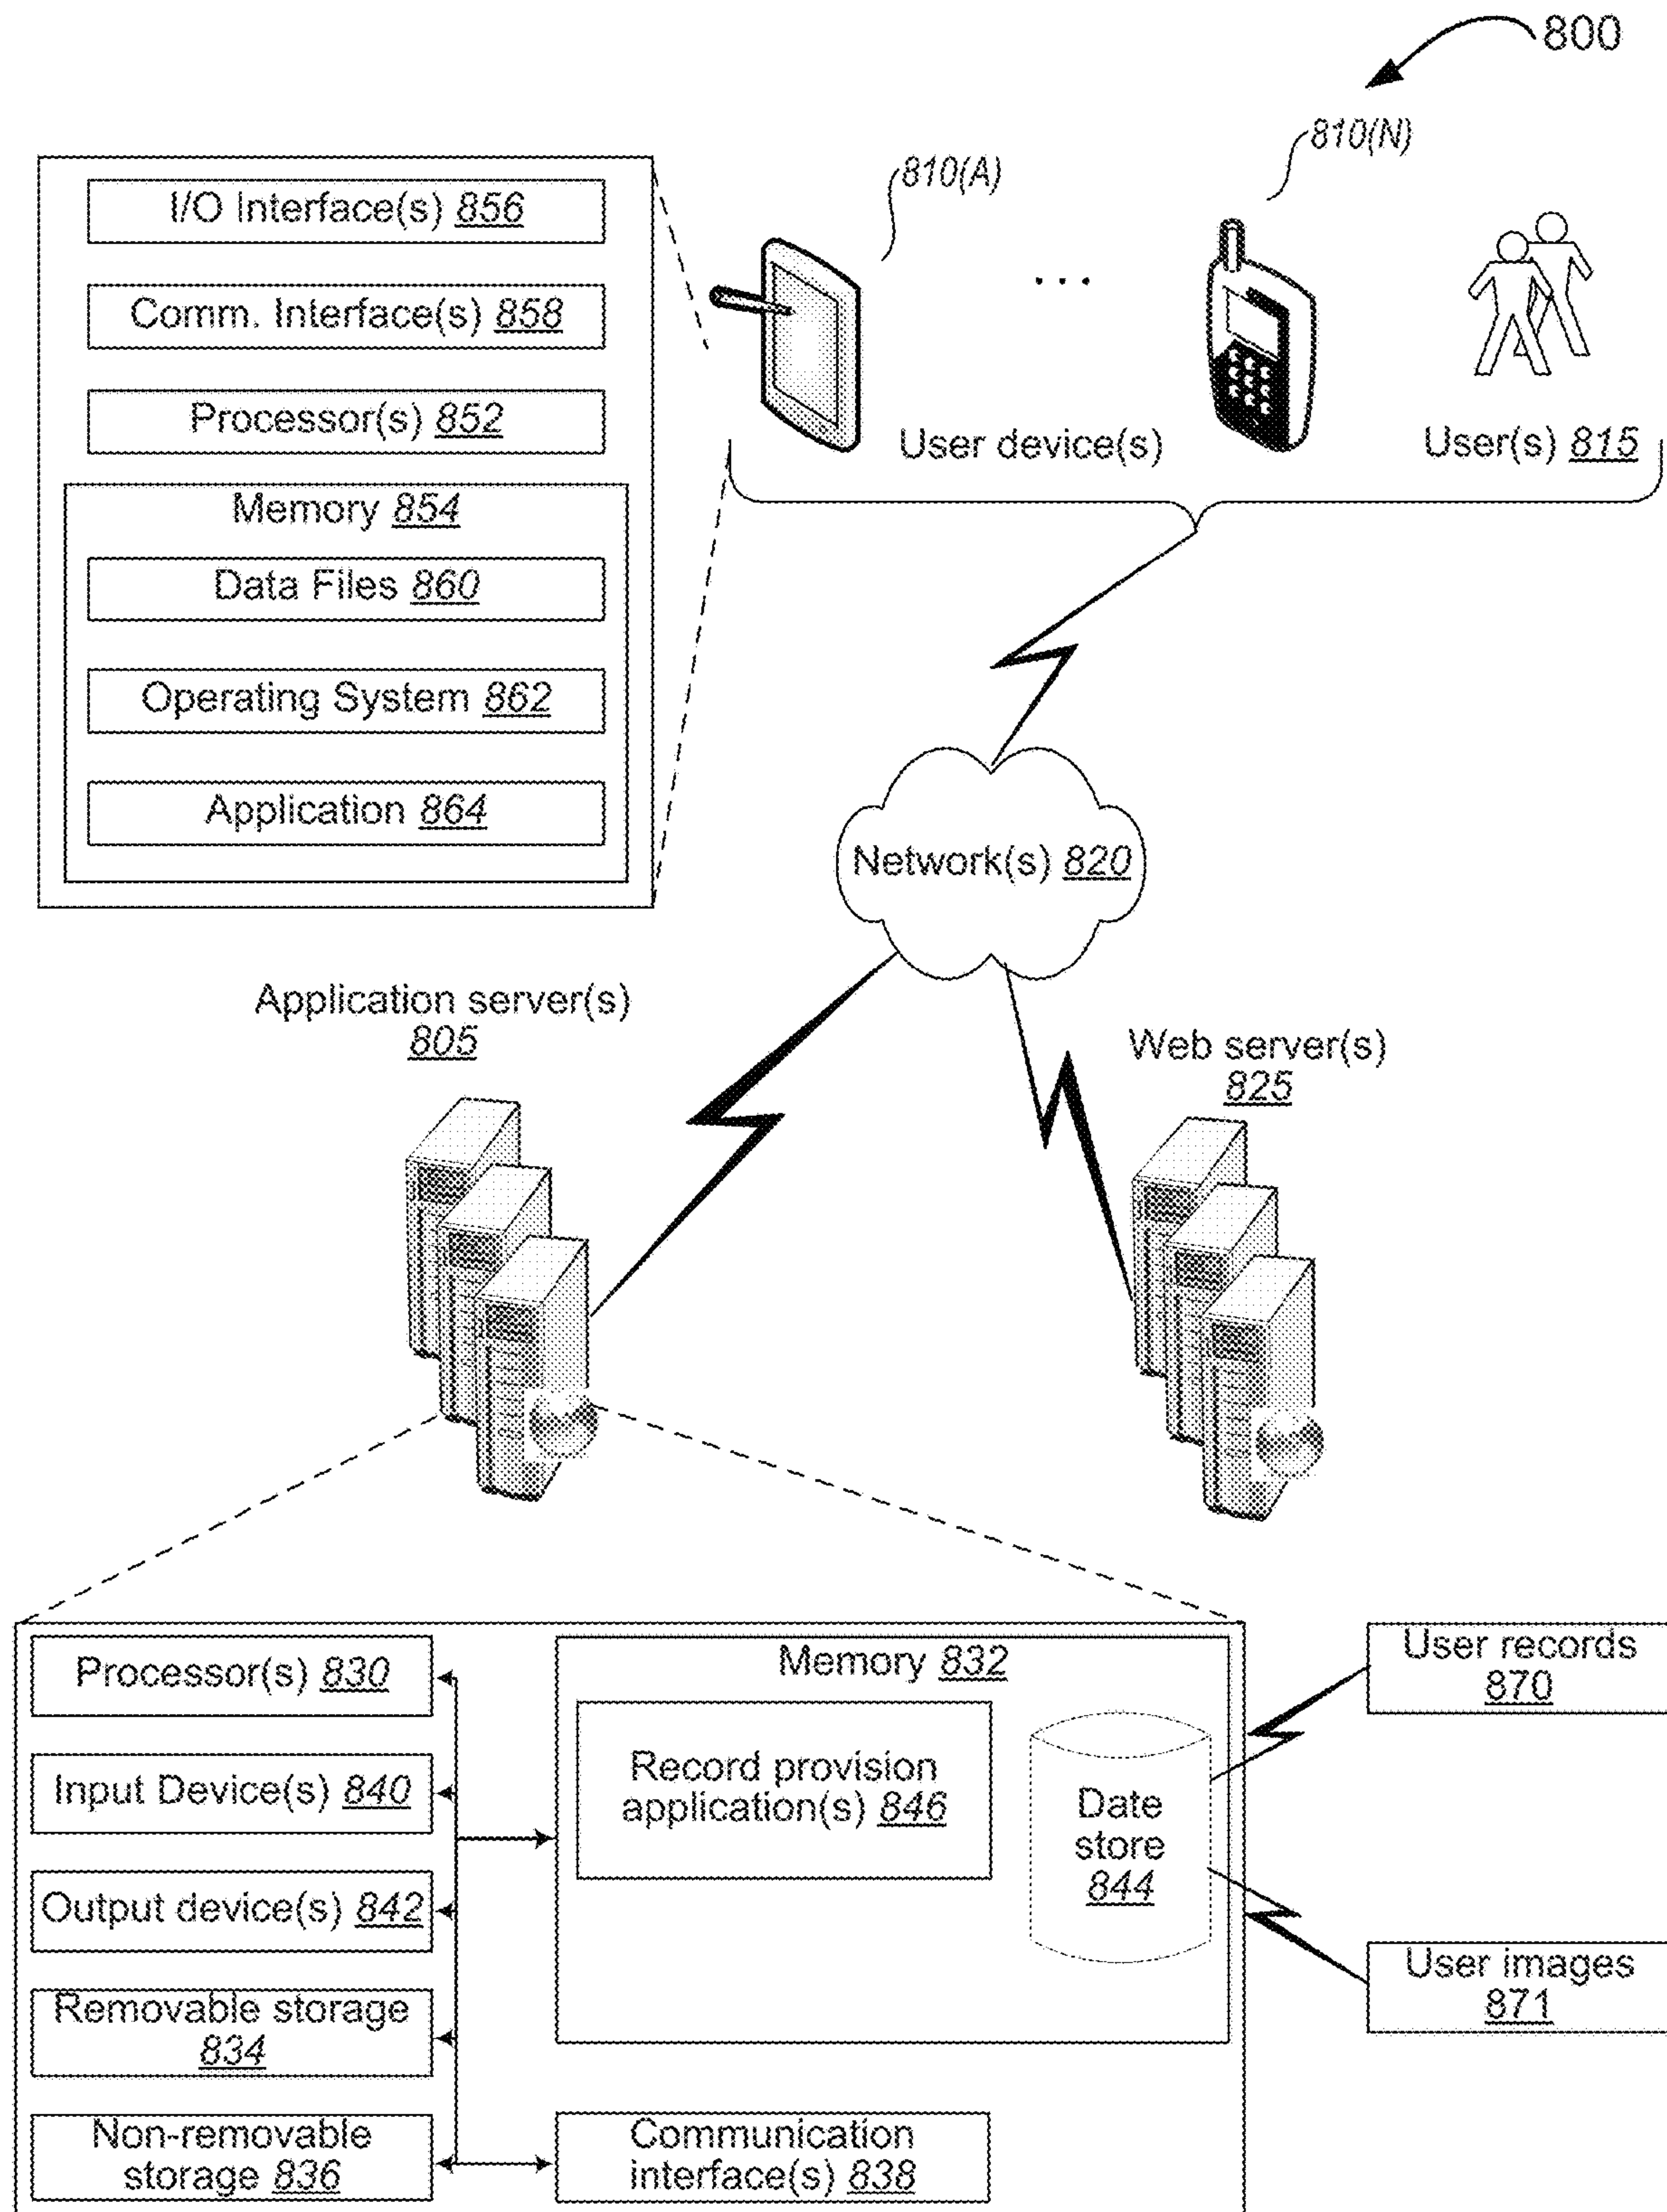 800
810(N)
810(A)
I/O Interface(s) 856
Comm. Interface(s) 858
Processor(s) 852
Memory 854
Data Files 860
Operating System 862
Application 864
...
User device(s)
User(s) 815
Network(s) 820
Application server(s)
805
Web server(s)
825
Processor(s) 830
Input Device(s) 840
Output device(s) 842
Removable storage
834
Non-removable
storage 836
Memory 832
Record provision
application(s) 846
Date
store
844
Communication
interface(s) 838
User records
870
User images
871